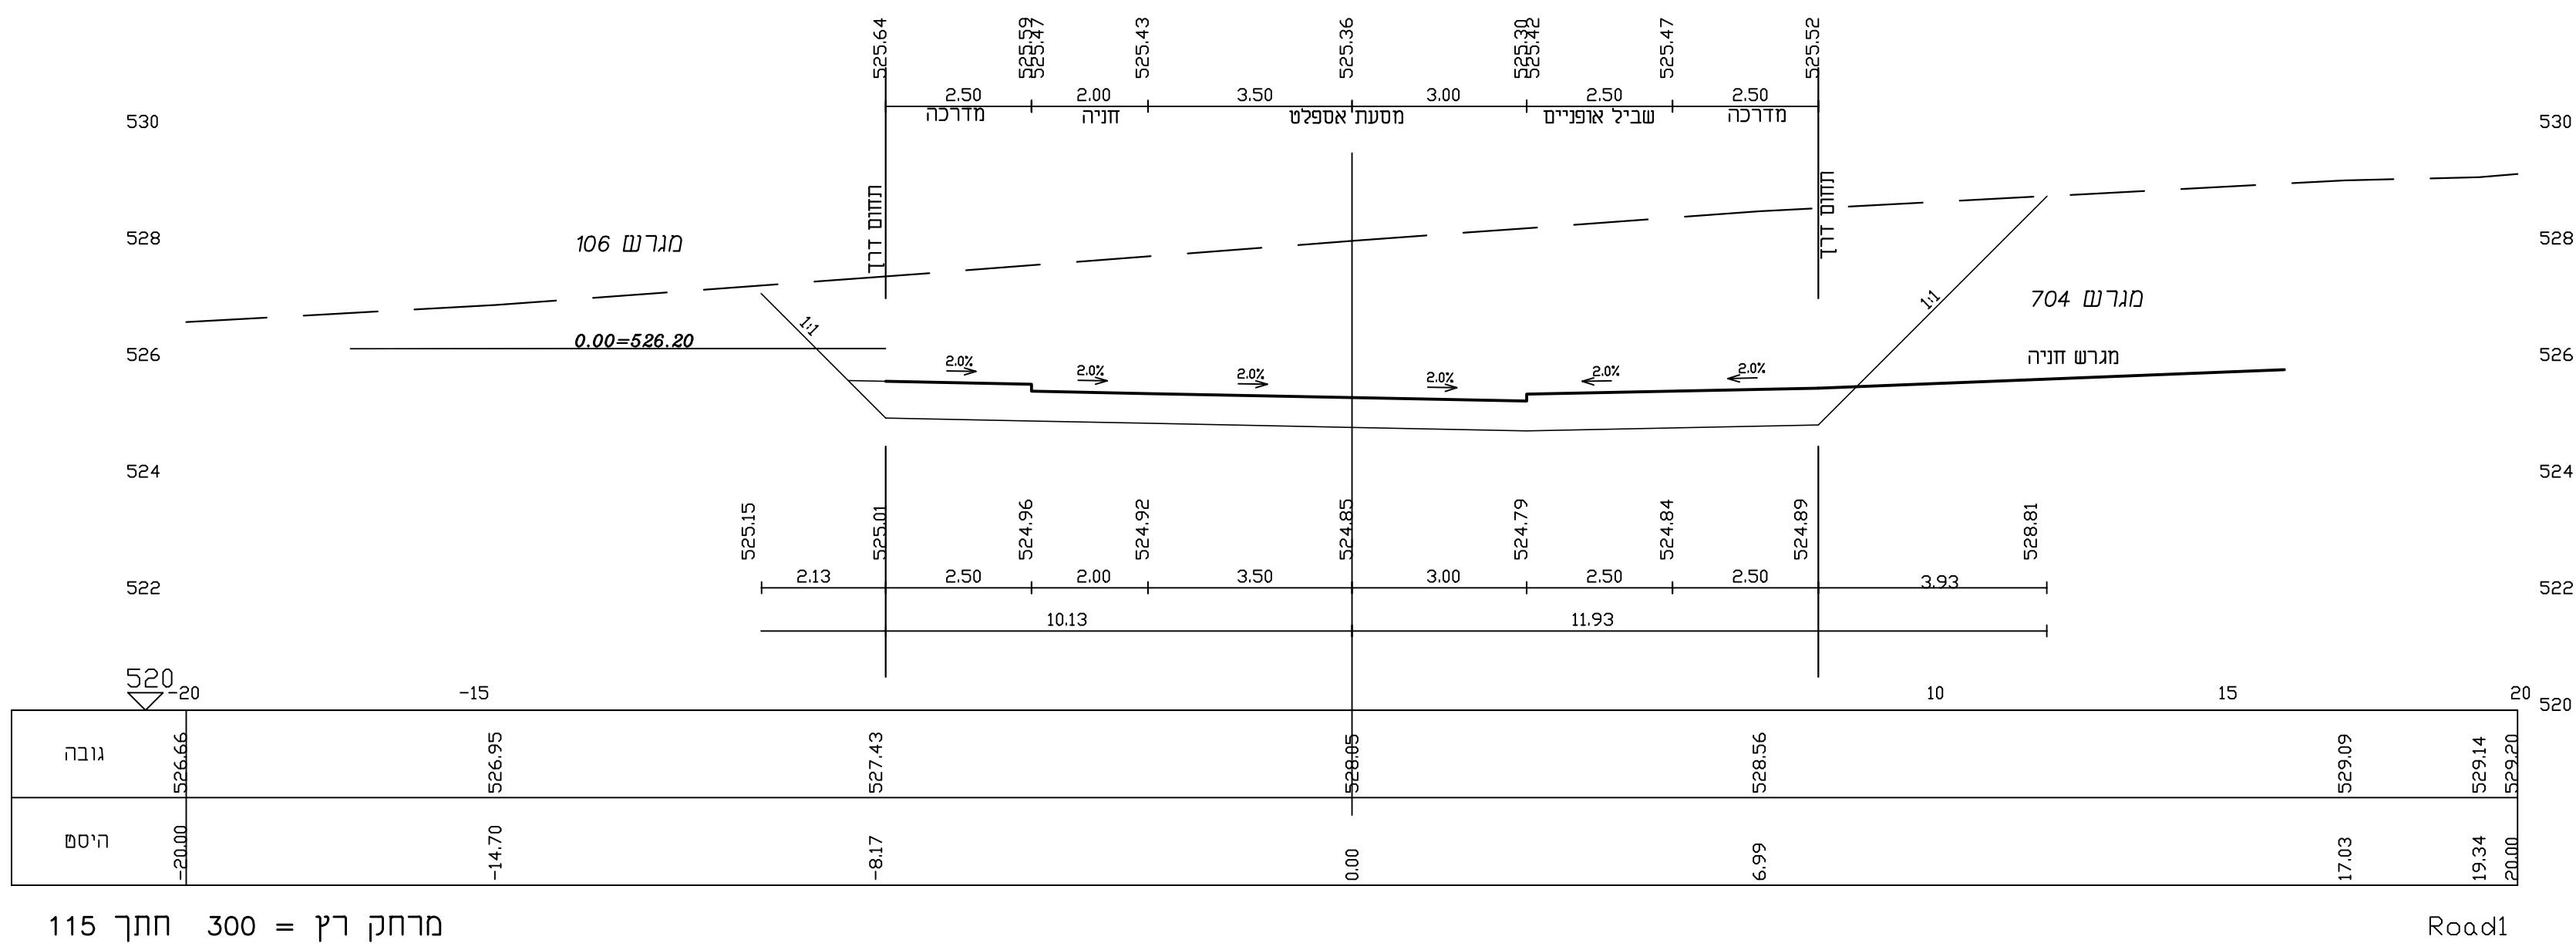 525.64 525.59 525.47 525.43 525.36 525.30 525.42 525.47 525.52
2.50 2.00 3.50 3.00 2.50 2.50
מדרכה חניה מסעת אספלט שביל אופניים מדרכה
530 530
תחום דרך תחום דרך
528 מגרש 106 528
מגרש 704
1:1 1:1
0.00=526.20
526 מגרש חניה 526
2.0% 2.0% 2.0% 2.0% 2.0% 2.0%
524 524
525.15 525.01 524.96 524.92 524.85 524.79 524.84 524.89 528.81
522 2.13 2.50 2.00 3.50 3.00 2.50 2.50 3.93 522
10.13 11.93
520 -20 -15 10 15 20 520
גובה 526.66 526.95 527.43 528.05 528.56 529.09 529.14 529.20
היסט -20.00 -14.70 -8.17 0.00 6.99 17.03 19.34 20.00
מרחק רץ = 300 חתך 115
Road1